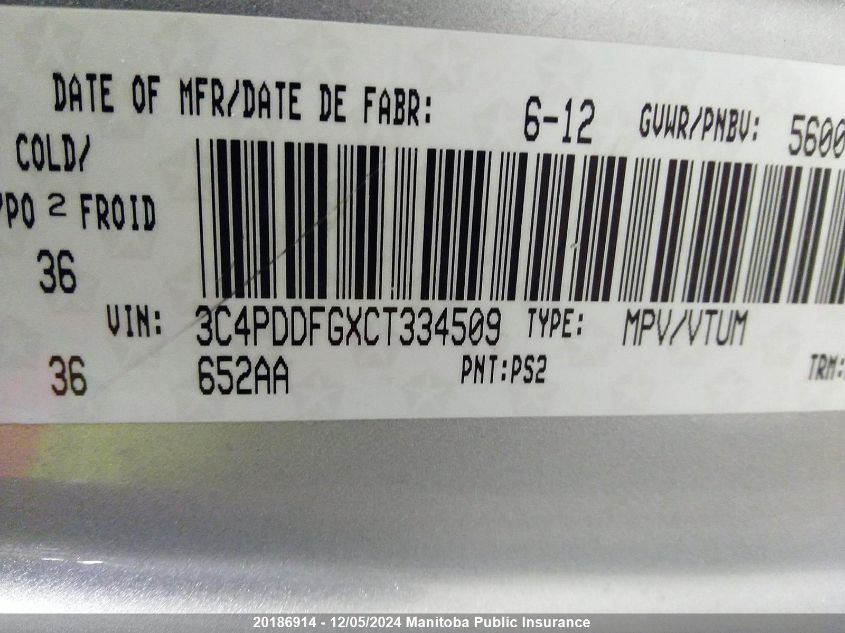 DATE OF MFR/DATE DE FABR: 6-12 GVWR/PNBV: 5600
COLD/
PO 2 FROID
36
VIN: 3C4PDDFGXCT334509 TYPE: MPV/VTUM
36 652AA PNT:PS2 TRM:
20186914 - 12/05/2024 Manitoba Public Insurance